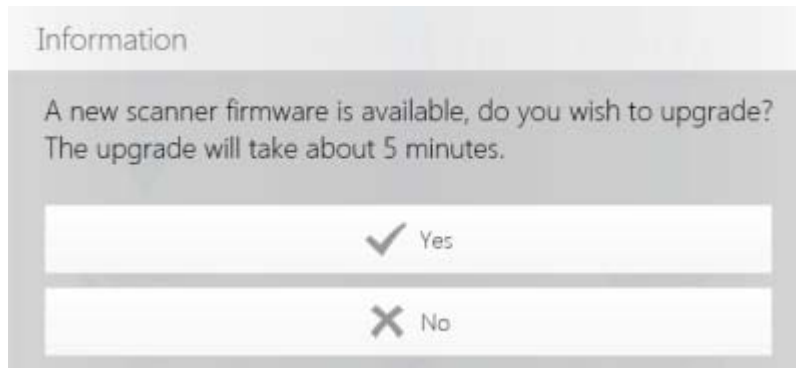 Information
A new scanner firmware is available, do you wish to upgrade?
The upgrade will take about 5 minutes.
Yes
No